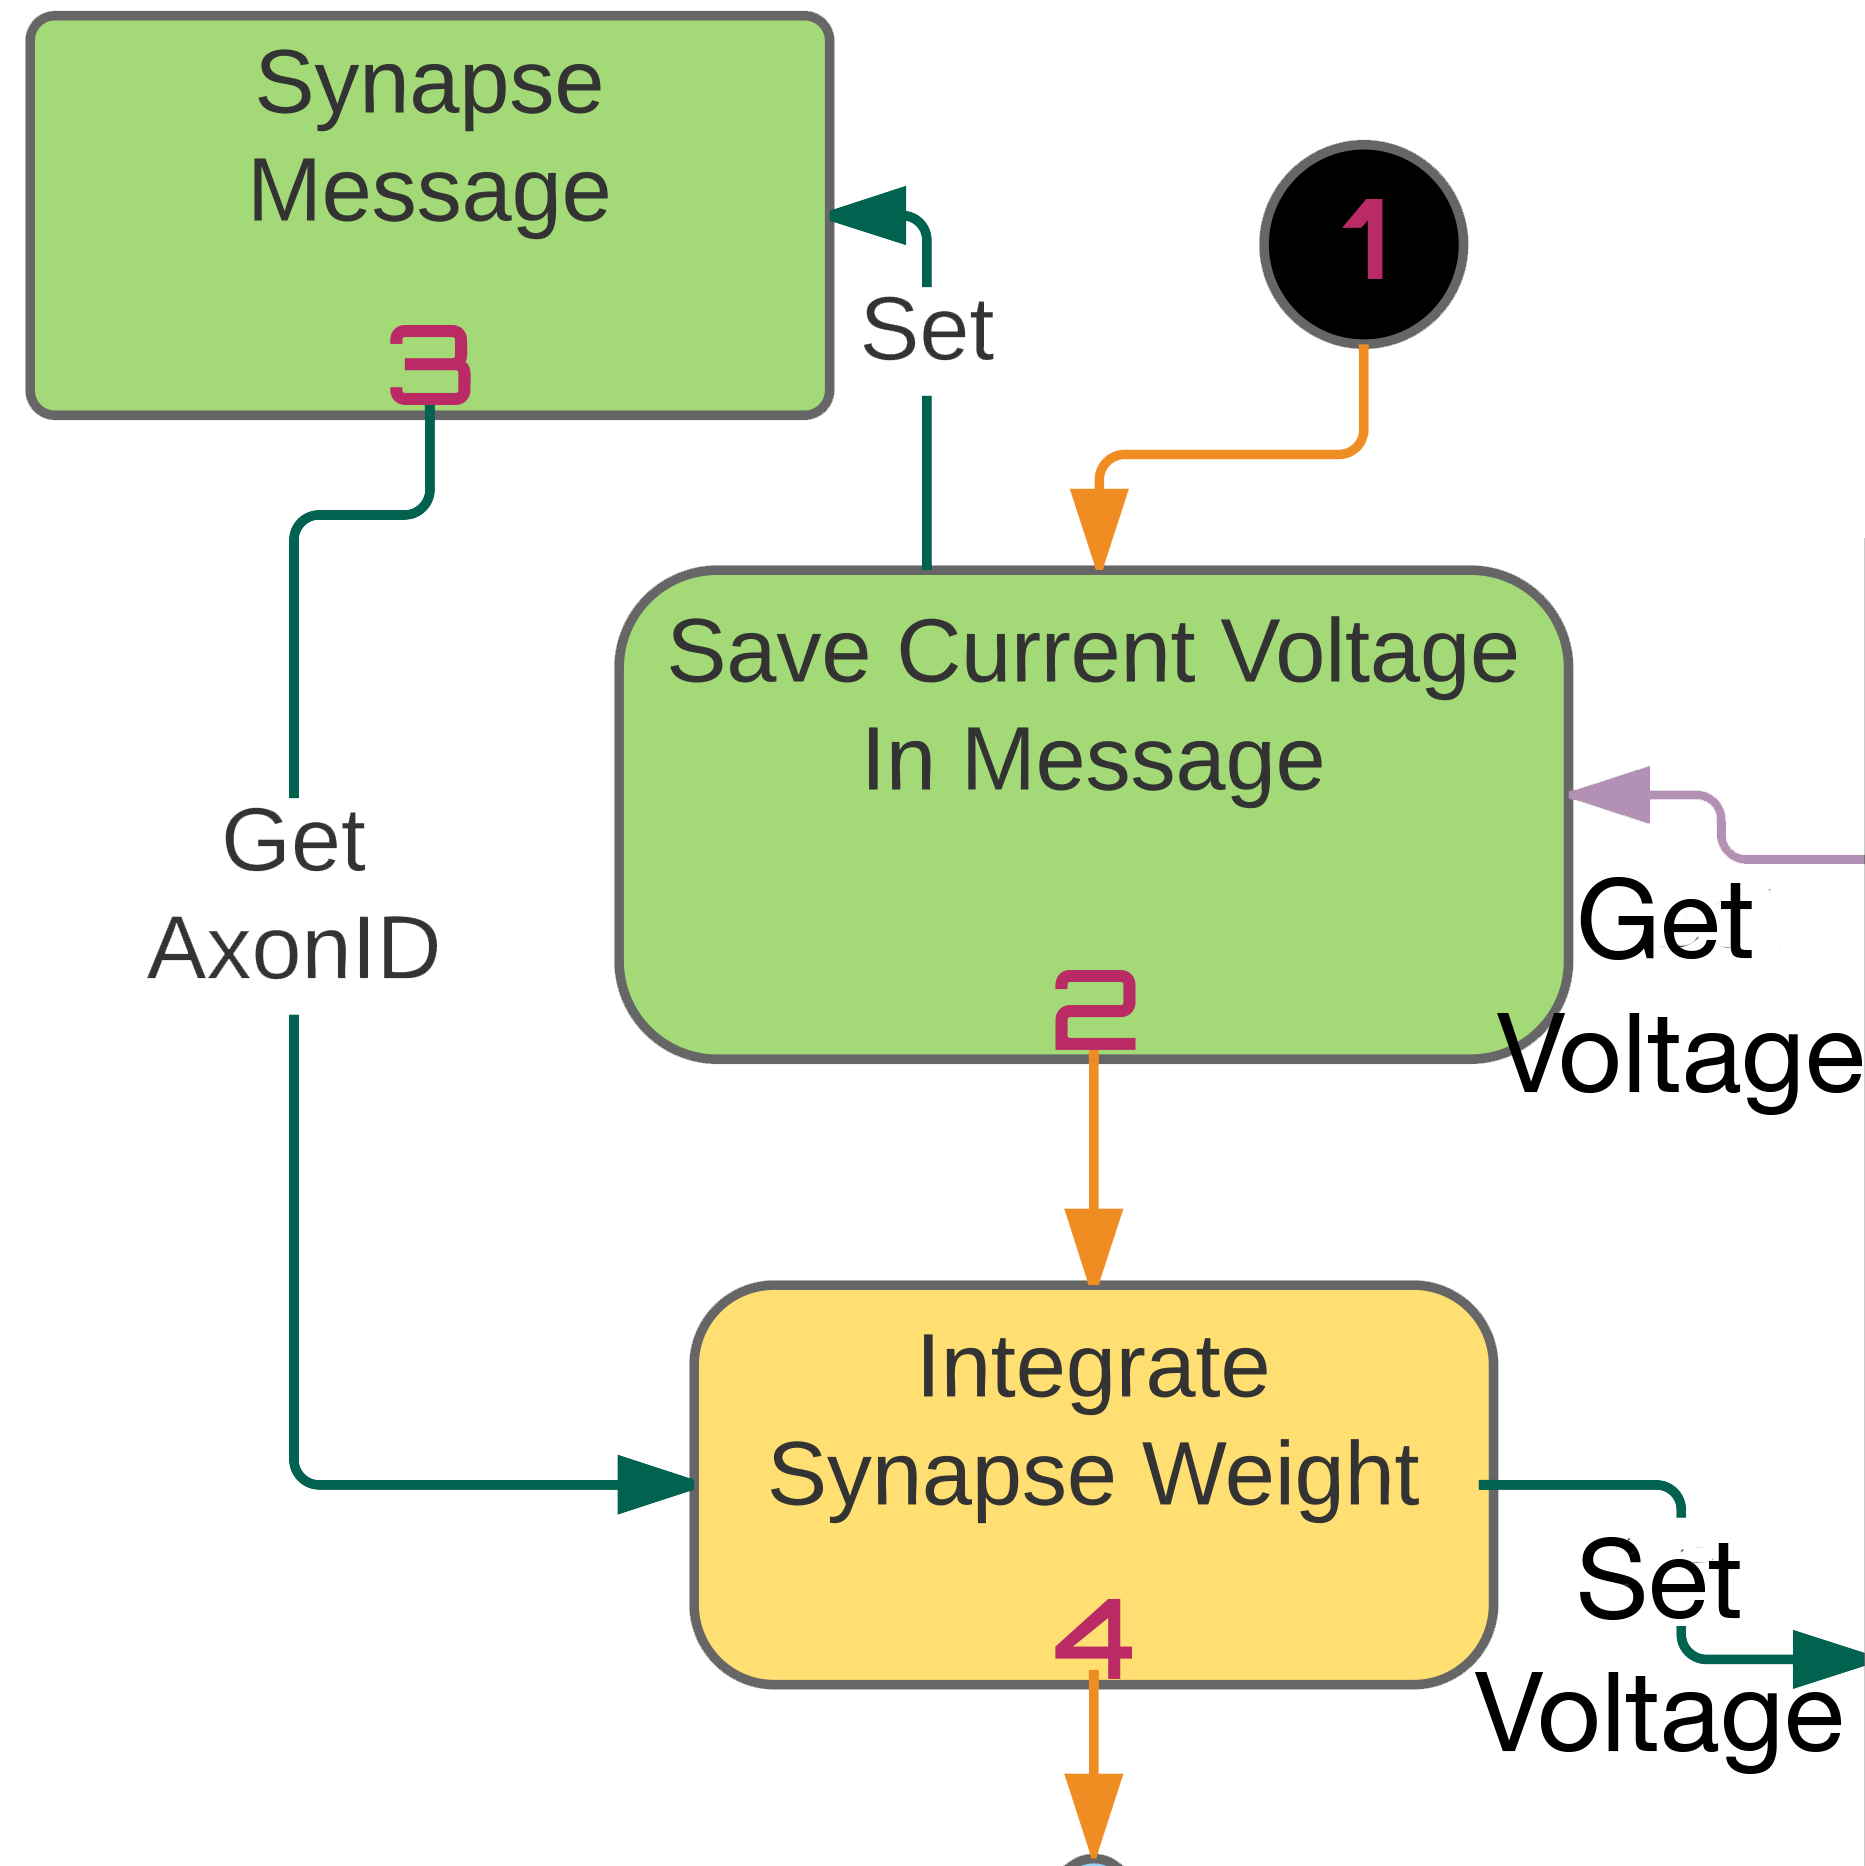 Synapse
Message
3
Set
1
Save Current Voltage
In Message
2
Get
AxonID
Get
Voltage
Integrate
Synapse Weight
4
Set
Voltage